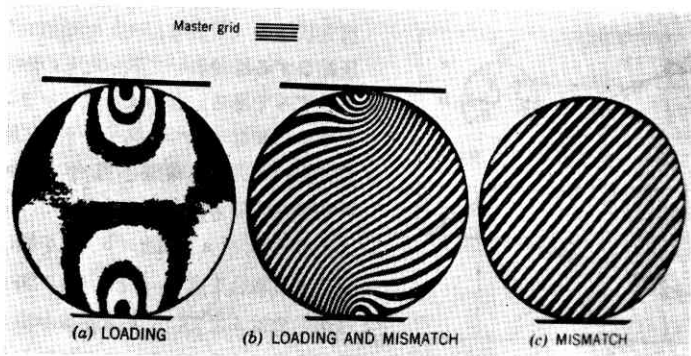 Master grid
(a) LOADING
(b) LOADING AND MISMATCH
(c) MISMATCH